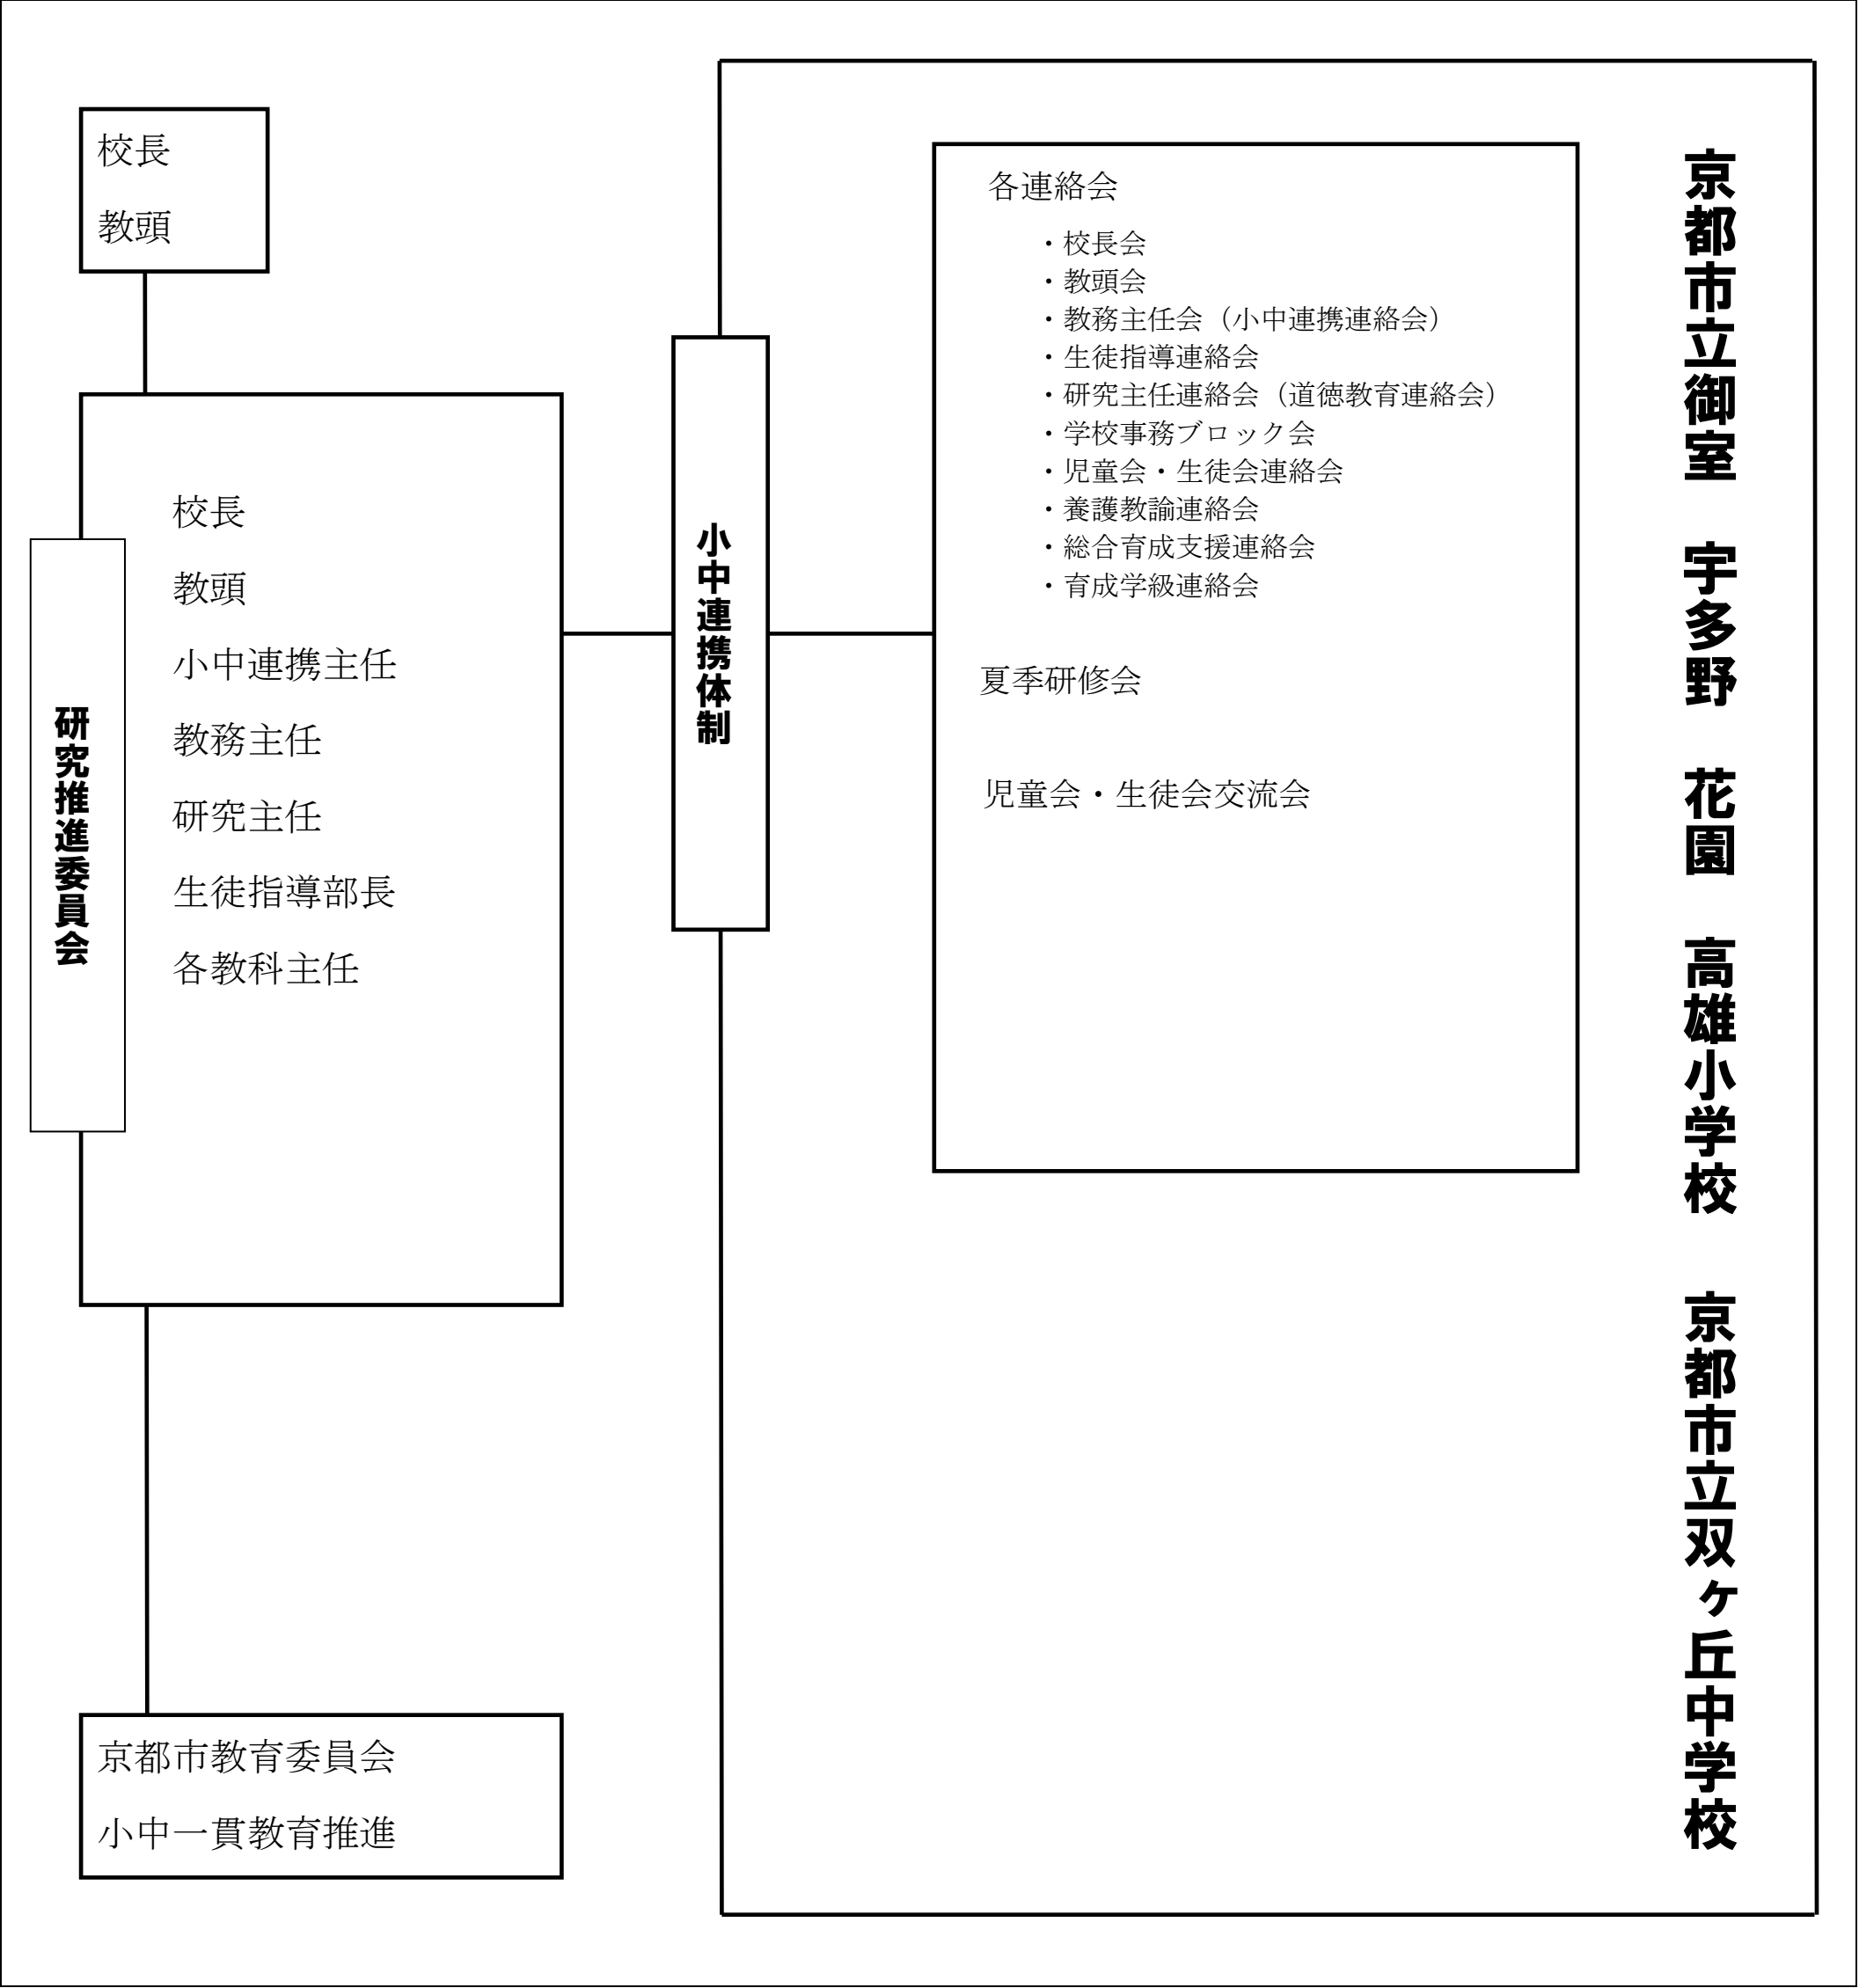 校長
教頭
研究推進委員会
校長
教頭
小中連携主任
教務主任
研究主任
生徒指導部長
各教科主任
京都市教育委員会
小中一貫教育推進
小中連携体制
各連絡会
・校長会
・教頭会
・教務主任会（小中連携連絡会）
・生徒指導連絡会
・研究主任連絡会（道徳教育連絡会）
・学校事務ブロック会
・児童会・生徒会連絡会
・養護教諭連絡会
・総合育成支援連絡会
・育成学級連絡会
夏季研修会
児童会・生徒会交流会
京都市立御室　宇多野　花園　高雄小学校　京都市立双ヶ丘中学校